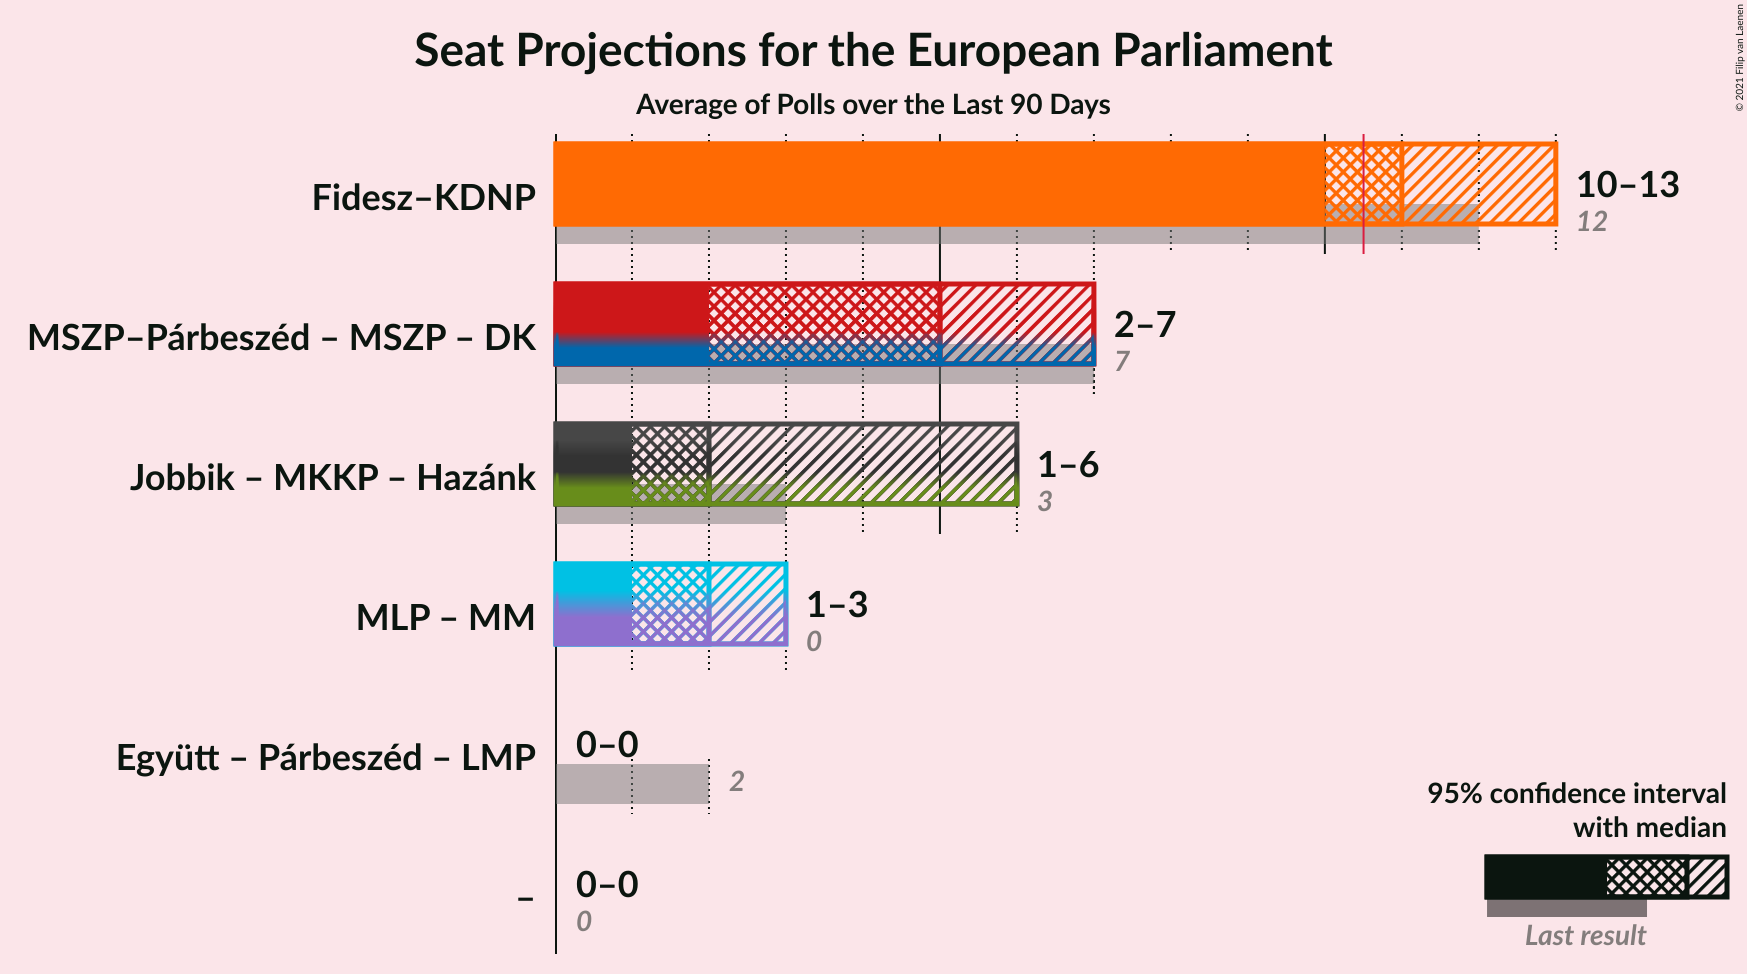 Seat Projections for the European Parliament
Average of Polls over the Last 90 Days
© 2021 Filip van Laenen
Fidesz–KDNP
10–13
12
MSZP–Párbeszéd – MSZP – DK
2–7
7
Jobbik – MKKP – Hazánk
1–6
3
MLP – MM
1–3
0
Együtt – Párbeszéd – LMP
0–0
2
–
0–0
0
95% confidence interval
with median
Last result